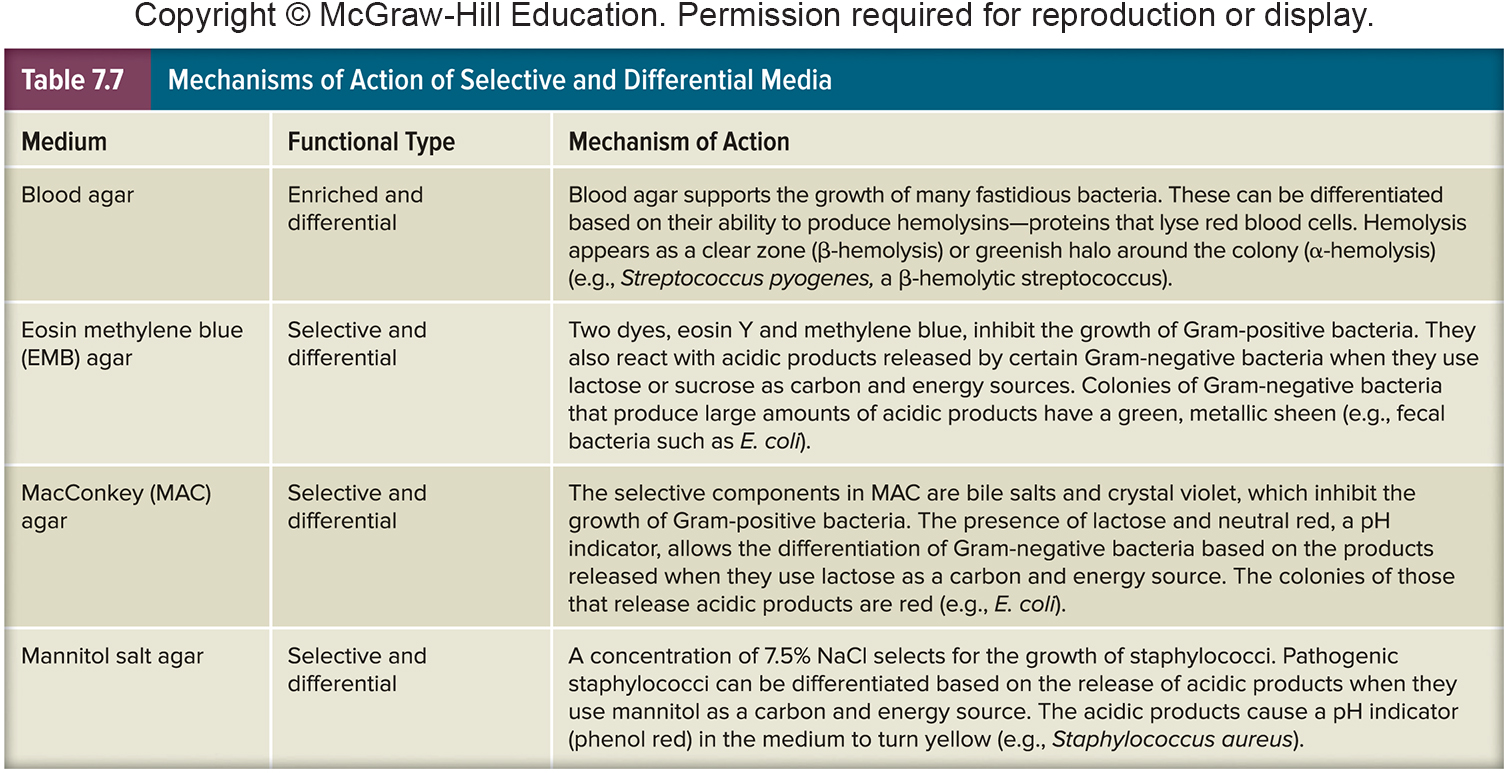 Copyright © McGraw-Hill Education. Permission required for reproduction or display.
Table 7.7 Mechanisms of Action of Selective and Differential Media
Medium Functional Type Mechanism of Action
Blood agar
Enriched and
differential
Blood agar supports the growth of many fastidious bacteria. These can be differentiated
based on their ability to produce hemolysins—proteins that lyse red blood cells. Hemolysis
appears as a clear zone (β-hemolysis) or greenish halo around the colony (α-hemolysis)
(e.g., Streptococcus pyogenes, a β-hemolytic streptococcus).
Eosin methylene blue
(EMB) agar
Selective and
differential
Two dyes, eosin Y and methylene blue, inhibit the growth of Gram-positive bacteria. They
also react with acidic products released by certain Gram-negative bacteria when they use
lactose or sucrose as carbon and energy sources. Colonies of Gram-negative bacteria
that produce large amounts of acidic products have a green, metallic sheen (e.g., fecal
bacteria such as E. coli).
MacConkey (MAC)
agar
Selective and
differential
The selective components in MAC are bile salts and crystal violet, which inhibit the
growth of Gram-positive bacteria. The presence of lactose and neutral red, a pH
indicator, allows the differentiation of Gram-negative bacteria based on the products
released when they use lactose as a carbon and energy source. The colonies of those
that release acidic products are red (e.g., E. coli).
Mannitol salt agar
Selective and
differential
A concentration of 7.5% NaCl selects for the growth of staphylococci. Pathogenic
staphylococci can be differentiated based on the release of acidic products when they
use mannitol as a carbon and energy source. The acidic products cause a pH indicator
(phenol red) in the medium to turn yellow (e.g., Staphylococcus aureus).